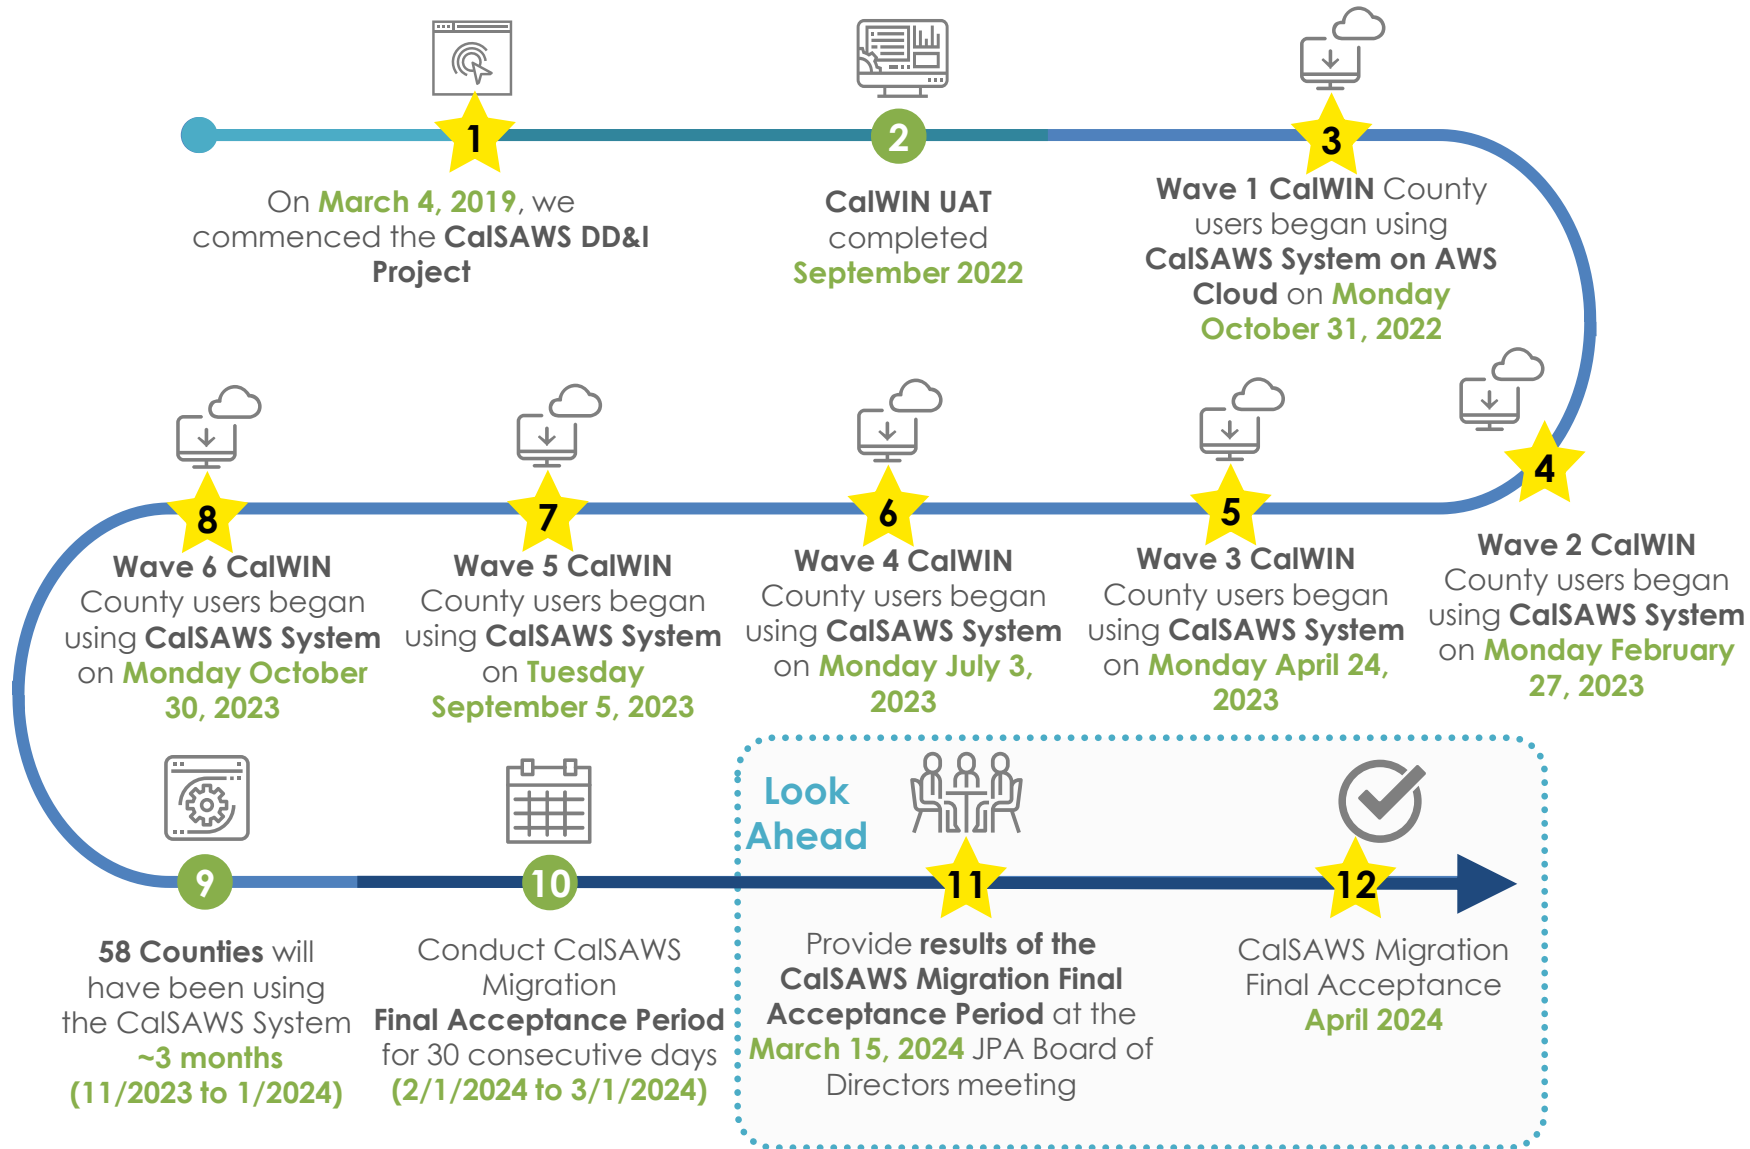 1
On March 4, 2019, we
commenced the CalSAWS DD&I
Project
2
CalWIN UAT
completed
September 2022
3
Wave 1 CalWIN County
users began using
CalSAWS System on AWS
Cloud on Monday
October 31, 2022
4
Wave 2 CalWIN
County users began
using CalSAWS System
on Monday February
27, 2023
5
Wave 3 CalWIN
County users began
using CalSAWS System
on Monday April 24,
2023
6
Wave 4 CalWIN
County users began
using CalSAWS System
on Monday July 3,
2023
7
Wave 5 CalWIN
County users began
using CalSAWS System
on Tuesday
September 5, 2023
8
Wave 6 CalWIN
County users began
using CalSAWS System
on Monday October
30, 2023
9
58 Counties will
have been using
the CalSAWS System
~3 months
(11/2023 to 1/2024)
10
Conduct CalSAWS
Migration
Final Acceptance Period
for 30 consecutive days
(2/1/2024 to 3/1/2024)
Look
Ahead
11
Provide results of the
CalSAWS Migration Final
Acceptance Period at the
March 15, 2024 JPA Board of
Directors meeting
12
CalSAWS Migration
Final Acceptance
April 2024